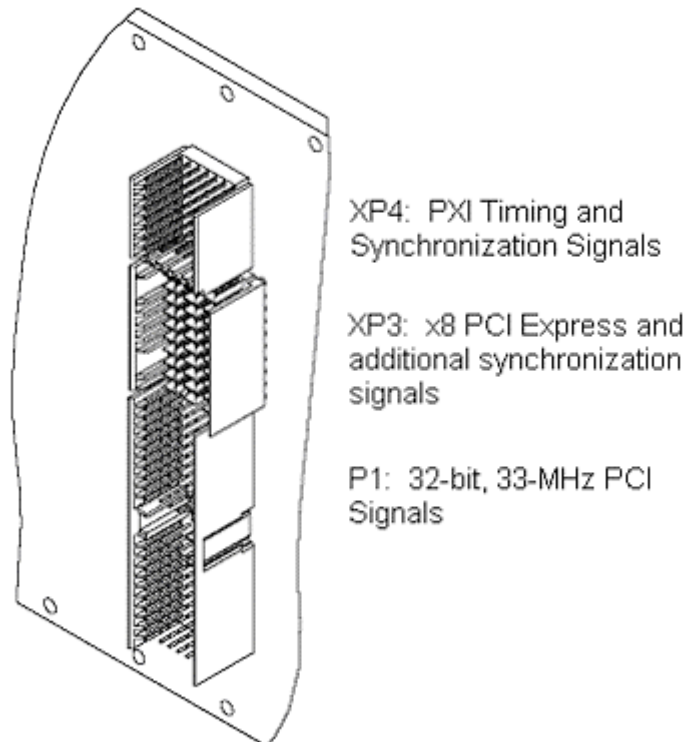 XP4: PXI Timing and
Synchronization Signals
XP3: x8 PCI Express and
additional synchronization
signals
P1: 32-bit, 33-MHz PCI
Signals